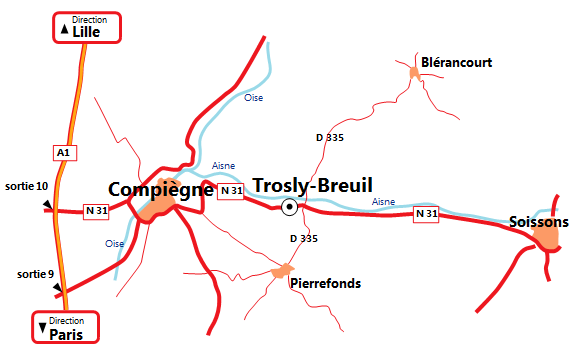 Direction
Lille
Blérancourt
Oise
D 335
A1
Aisne
sortie 10
Compiègne
N 31
Trosly-Breuil
N 31
Aisne
N 31
Soissons
Oise
D 335
sortie 9
Pierrefonds
Direction
Paris